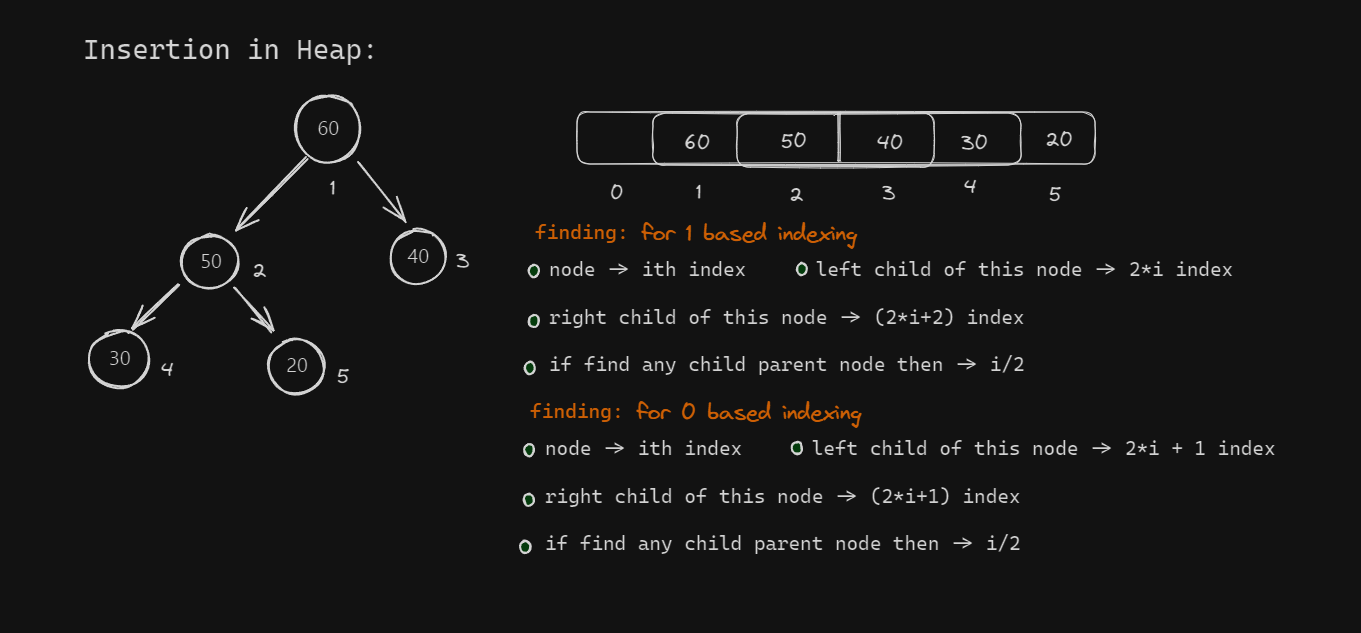 Insertion in Heap:
60
1
50
2
40
3
30
4
20
5
60 50 40 30 20
0 1 2 3 4 5
finding: for 1 based indexing
node → ith index left child of this node → 2*i index
right child of this node → (2*i+2) index
if find any child parent node then → i/2
finding: for 0 based indexing
node → ith index left child of this node → 2*i + 1 index
right child of this node → (2*i+1) index
if find any child parent node then → i/2